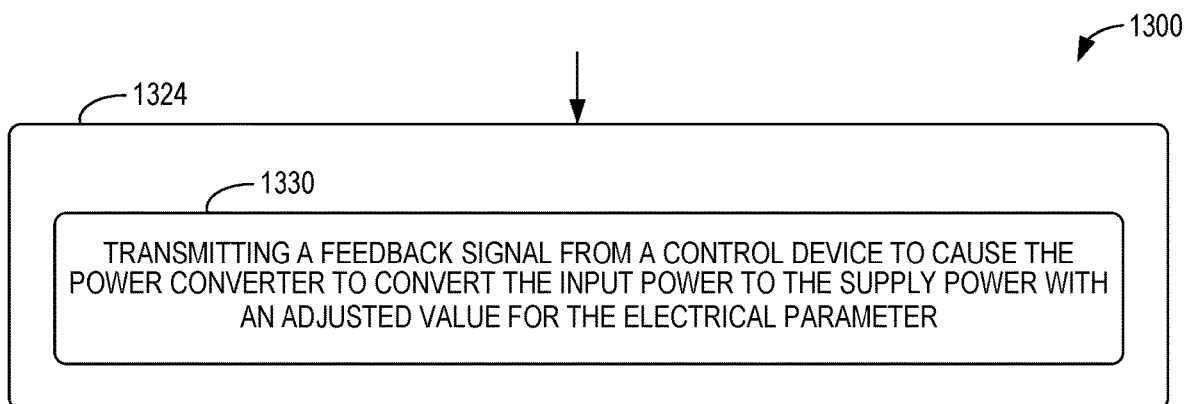 1300
1324
1330
TRANSMITTING A FEEDBACK SIGNAL FROM A CONTROL DEVICE TO CAUSE THE
POWER CONVERTER TO CONVERT THE INPUT POWER TO THE SUPPLY POWER WITH
AN ADJUSTED VALUE FOR THE ELECTRICAL PARAMETER